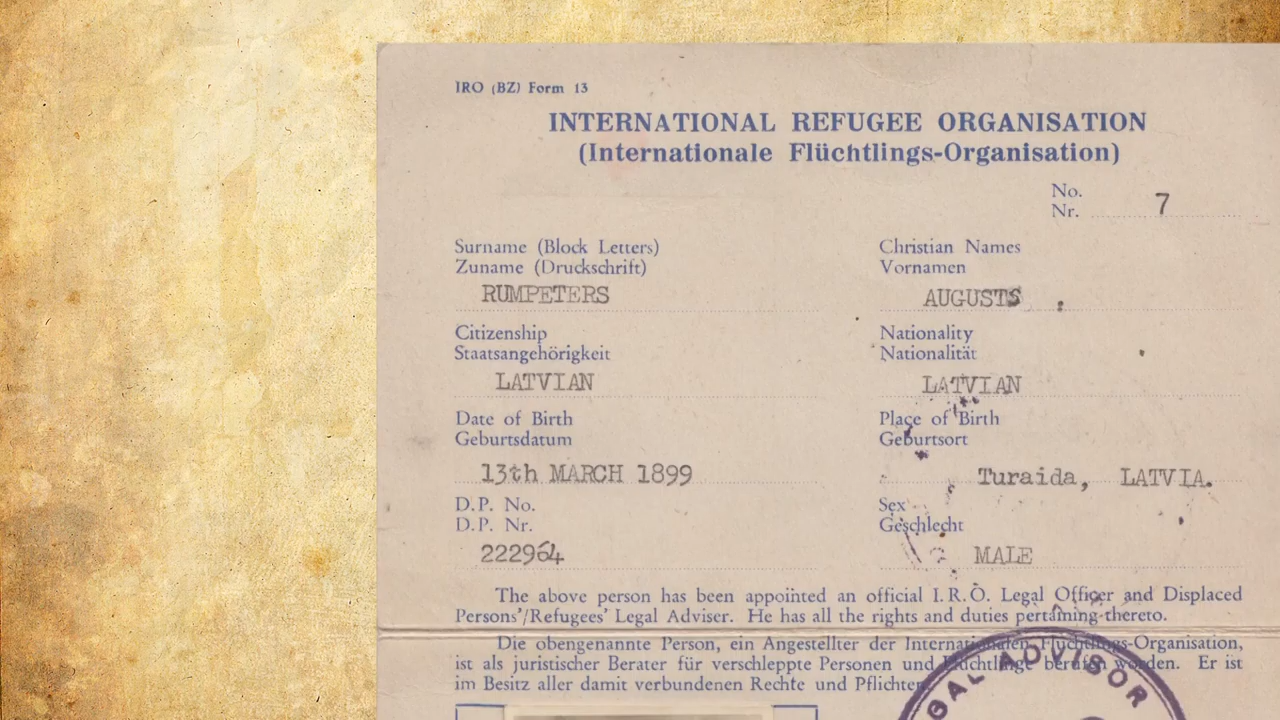 IRO (BZ) Form 13
INTERNATIONAL REFUGEE ORGANISATION
(Internationale Flüchtlings-Organisation)
No.
Nr. 7
Surname (Block Letters)
Zuname (Druckschrift)
RUMPETERS
Christian Names
Vornamen
AUGUSTS
Citizenship
Staatsangehörigkeit
LATVIAN
Nationality
Nationalität
LATVIAN
Date of Birth
Geburtsdatum
13th MARCH 1899
Place of Birth
Geburtsort
Turaida, LATVIA.
D.P. No.
D.P. Nr.
222964
Sex
Geschlecht
MALE
The above person has been appointed an official I.R.O. Legal Officer and Displaced
Persons'/Refugees' Legal Adviser. He has all the rights and duties pertaining thereto.
Die obengenannte Person, ein Angestellter der Internationalen Flüchtlings-Organisation,
ist als juristischer Berater für verschleppte Personen und Flüchtlinge berufen worden. Er ist
im Besitz aller damit verbundenen Rechte und Pflichten.
GAL ADVISOR